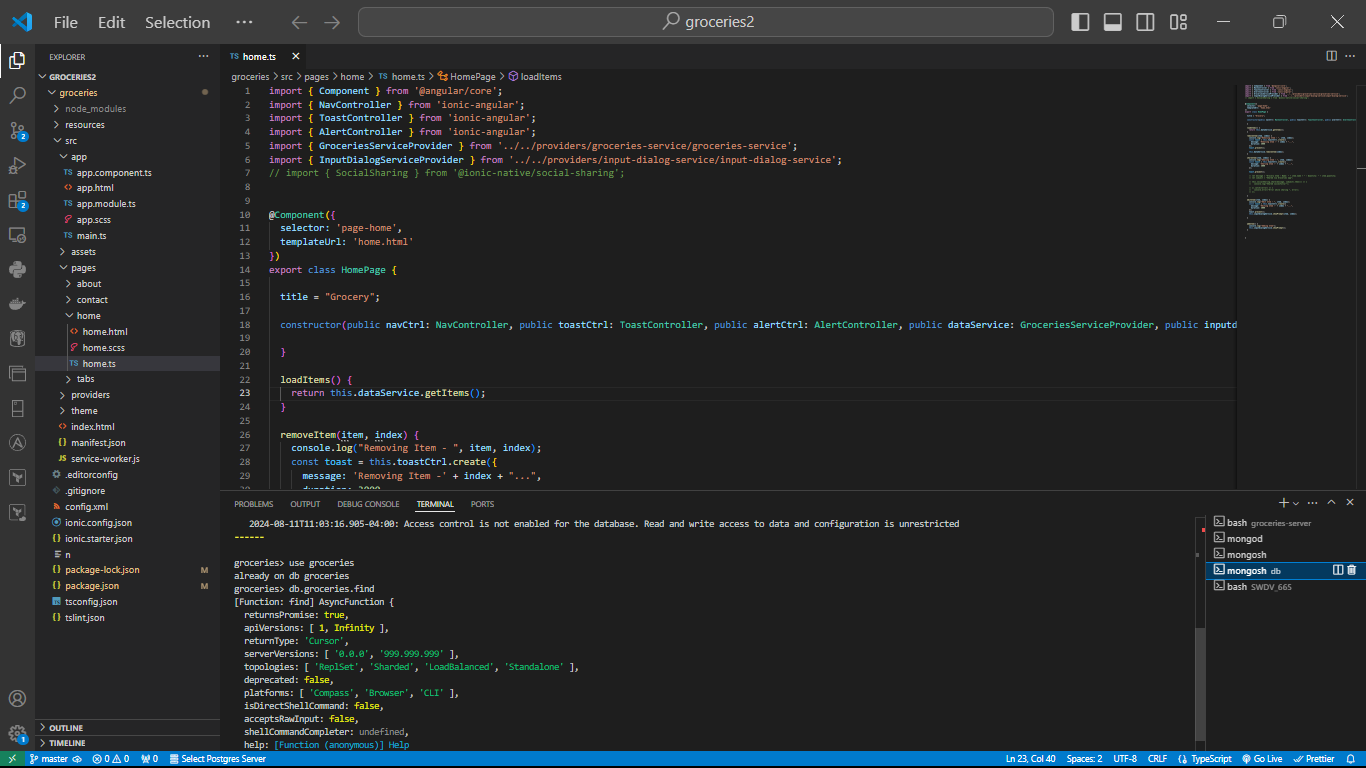 File Edit Selection ··· groceries2
EXPLORER ···
GROCERIES2
groceries
node_modules
resources
src
app
TS app.component.ts
<> app.html
TS app.module.ts
app.scss
TS main.ts
assets
pages
about
contact
home
<> home.html
home.scss
TS home.ts
tabs
providers
theme
<> index.html
{} manifest.json
JS service-worker.js
.editorconfig
.gitignore
config.xml
ionic.config.json
{} ionic.starter.json
n
{} package-lock.json M
{} package.json M
tsconfig.json
{} tslint.json
OUTLINE
TIMELINE
2
2
1
TS home.ts ×
groceries > src > pages > home > TS home.ts > HomePage > loadItems
1 import { Component } from '@angular/core';
2 import { NavController } from 'ionic-angular';
3 import { ToastController } from 'ionic-angular';
4 import { AlertController } from 'ionic-angular';
5 import { GroceriesServiceProvider } from '../../providers/groceries-service/groceries-service';
6 import { InputDialogServiceProvider } from '../../providers/input-dialog-service/input-dialog-service';
7 // import { SocialSharing } from '@ionic-native/social-sharing';
8
9
10 @Component({
11 selector: 'page-home',
12 templateUrl: 'home.html'
13 })
14 export class HomePage {
15
16 title = "Grocery";
17
18 constructor(public navCtrl: NavController, public toastCtrl: ToastController, public alertCtrl: AlertController, public dataService: GroceriesServiceProvider, public inputd
19
20 }
21
22 loadItems() {
23 return this.dataService.getItems();
24 }
25
26 removeItem(item, index) {
27 console.log("Removing Item - ", item, index);
28 const toast = this.toastCtrl.create({
29 message: 'Removing Item -' + index + "...",
30 duration: 3000
PROBLEMS OUTPUT DEBUG CONSOLE TERMINAL PORTS
2024-08-11T11:03:16.905-04:00: Access control is not enabled for the database. Read and write access to data and configuration is unrestricted
------
groceries> use groceries
already on db groceries
groceries> db.groceries.find
[Function: find] AsyncFunction {
returnsPromise: true,
apiVersions: [ 1, Infinity ],
returnType: 'Cursor',
serverVersions: [ '0.0.0', '999.999.999' ],
topologies: [ 'ReplSet', 'Sharded', 'LoadBalanced', 'Standalone' ],
deprecated: false,
platforms: [ 'Compass', 'Browser', 'CLI' ],
isDirectShellCommand: false,
acceptsRawInput: false,
shellCommandCompleter: undefined,
help: [Function (anonymous)] Help
bash groceries-server
mongod
mongosh
mongosh db
bash SWDV_665
master 0 0 0 Select Postgres Server Ln 23, Col 40 Spaces: 2 UTF-8 CRLF {} TypeScript Go Live Prettier